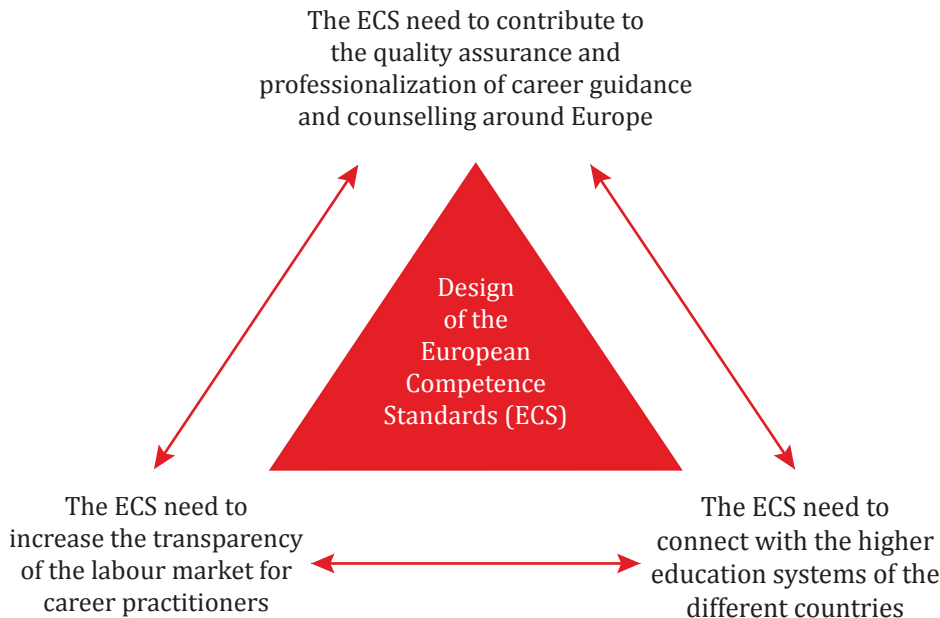 The ECS need to contribute to
the quality assurance and
professionalization of career guidance
and counselling around Europe
Design
of the
European
Competence
Standards (ECS)
The ECS need to
increase the transparency
of the labour market for
career practitioners
The ECS need to
connect with the higher
education systems of the
different countries